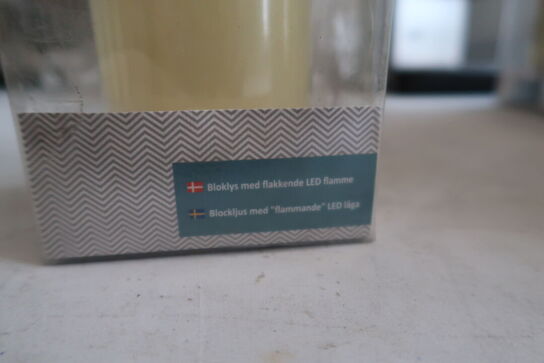 Bloklys med flakkende LED flamme
Blockljus med "flammande" LED låga